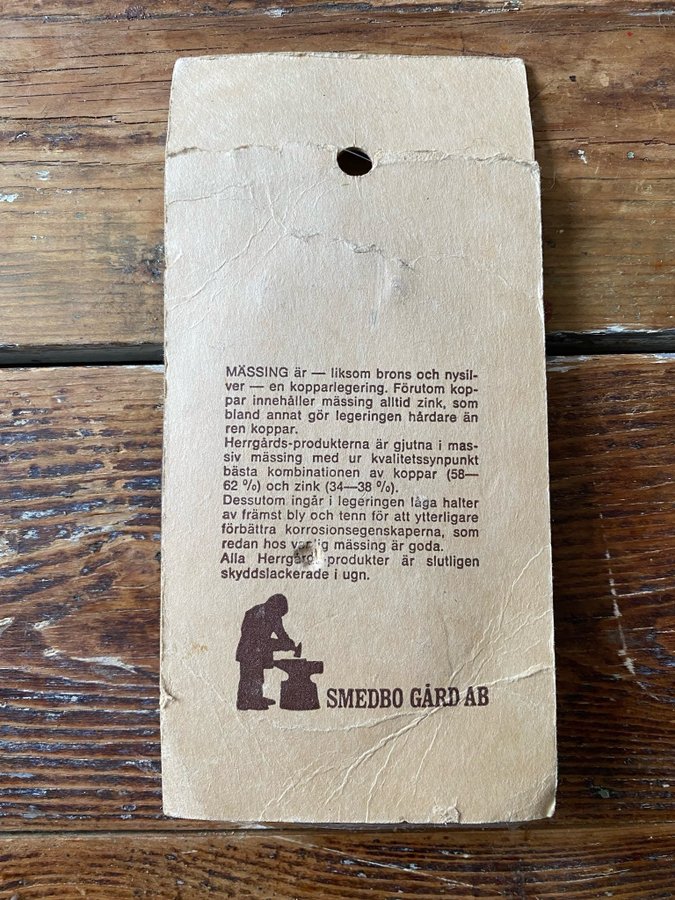 MÄSSING är — liksom brons och nysil-
ver — en kopparlegering. Förutom kop-
par innehåller mässing alltid zink, som
bland annat gör legeringen hårdare än
ren koppar.
Herrgårds-produkterna är gjutna i mas-
siv mässing med ur kvalitetssynpunkt
bästa kombinationen av koppar (58—
62 %) och zink (34—38 %).
Dessutom ingår i legeringen låga halter
av främst bly och tenn för att ytterligare
förbättra korrosionsegenskaperna, som
redan hos vanlig mässing är goda.
Alla Herrgårds-produkter är slutligen
skyddslackerade i ugn.
SMEDBO GÅRD AB